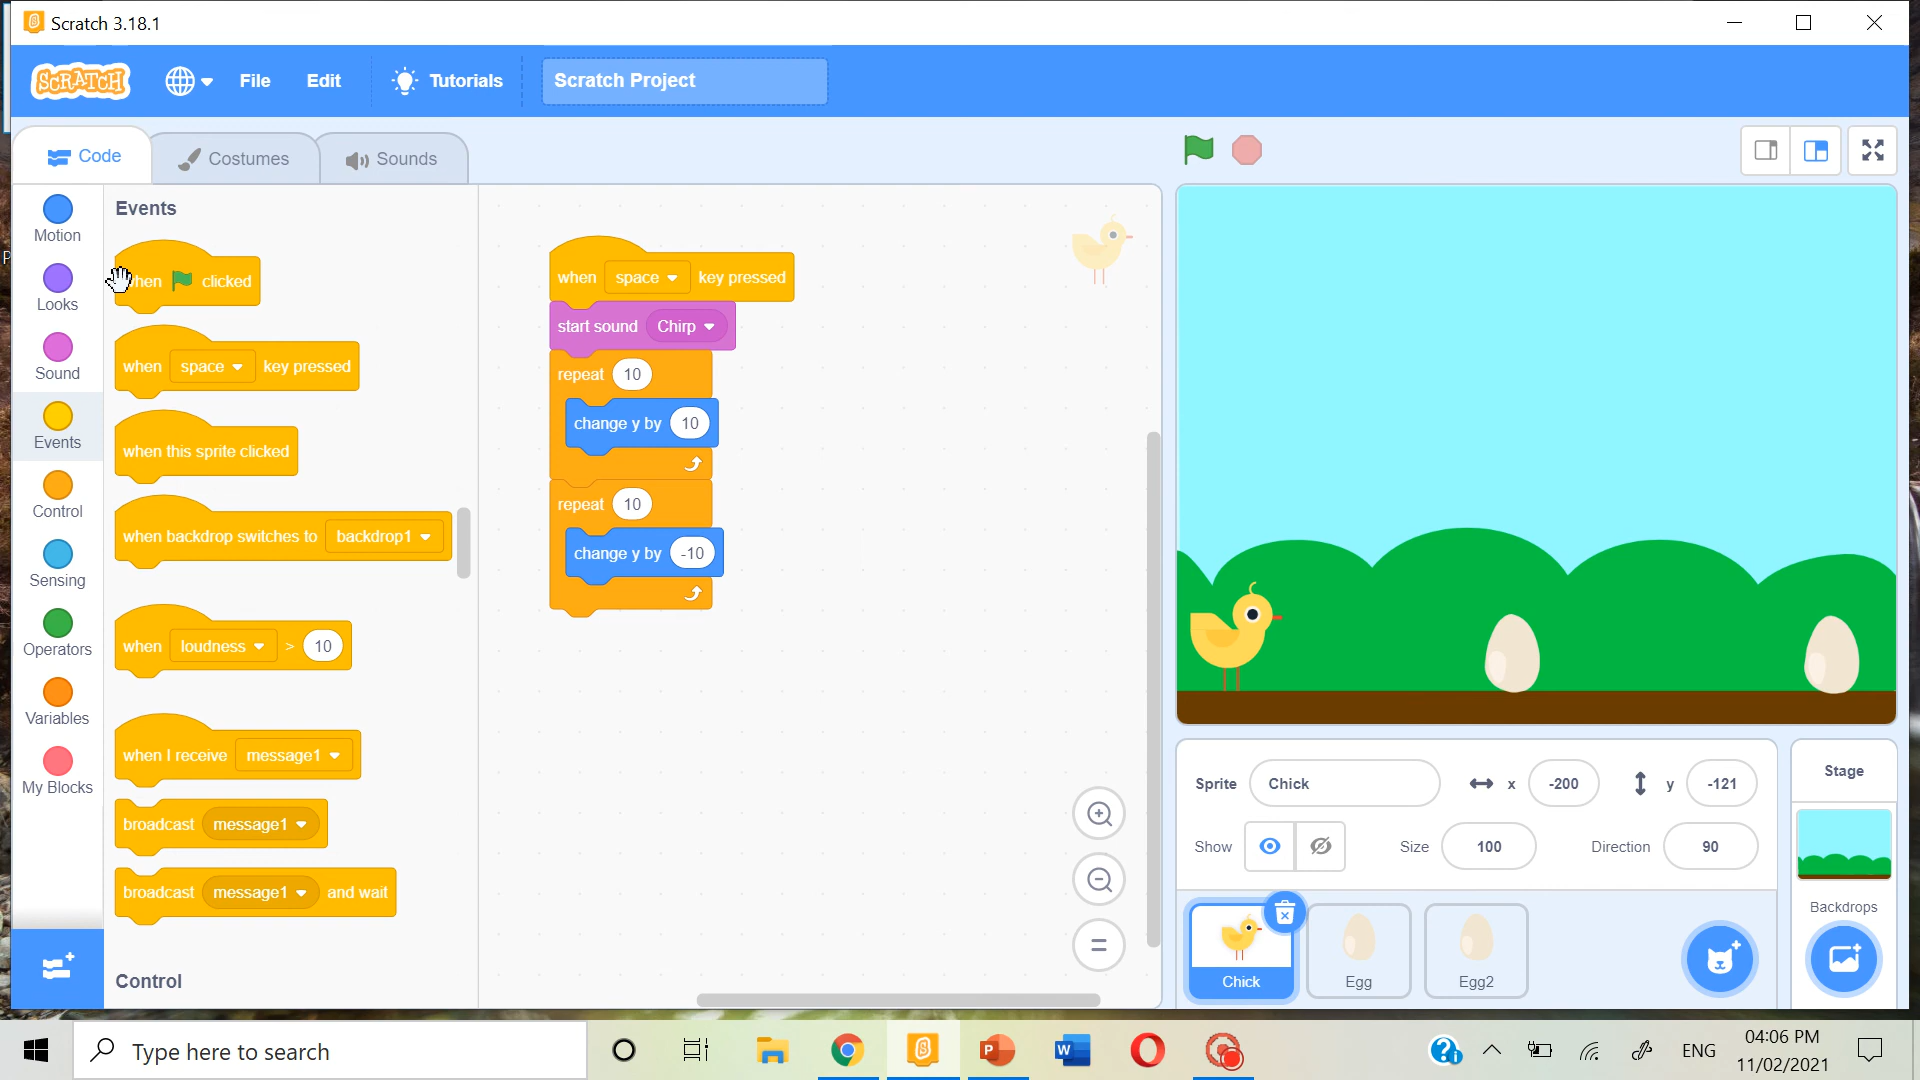 Scratch 3.18.1
SCRATCH
File
Edit
Tutorials
Scratch Project
Code
Costumes
Sounds
Motion
Looks
Sound
Events
Control
Sensing
Operators
Variables
My Blocks
Events
when clicked
when space key pressed
when this sprite clicked
when backdrop switches to backdrop1
when loudness > 10
when I receive message1
broadcast message1
broadcast message1 and wait
Control
when space key pressed
start sound Chirp
repeat 10
change y by 10
repeat 10
change y by -10
Sprite Chick x -200 y -121
Show Size 100 Direction 90
Chick
Egg
Egg2
Stage
Backdrops
Type here to search
ENG
04:06 PM
11/02/2021